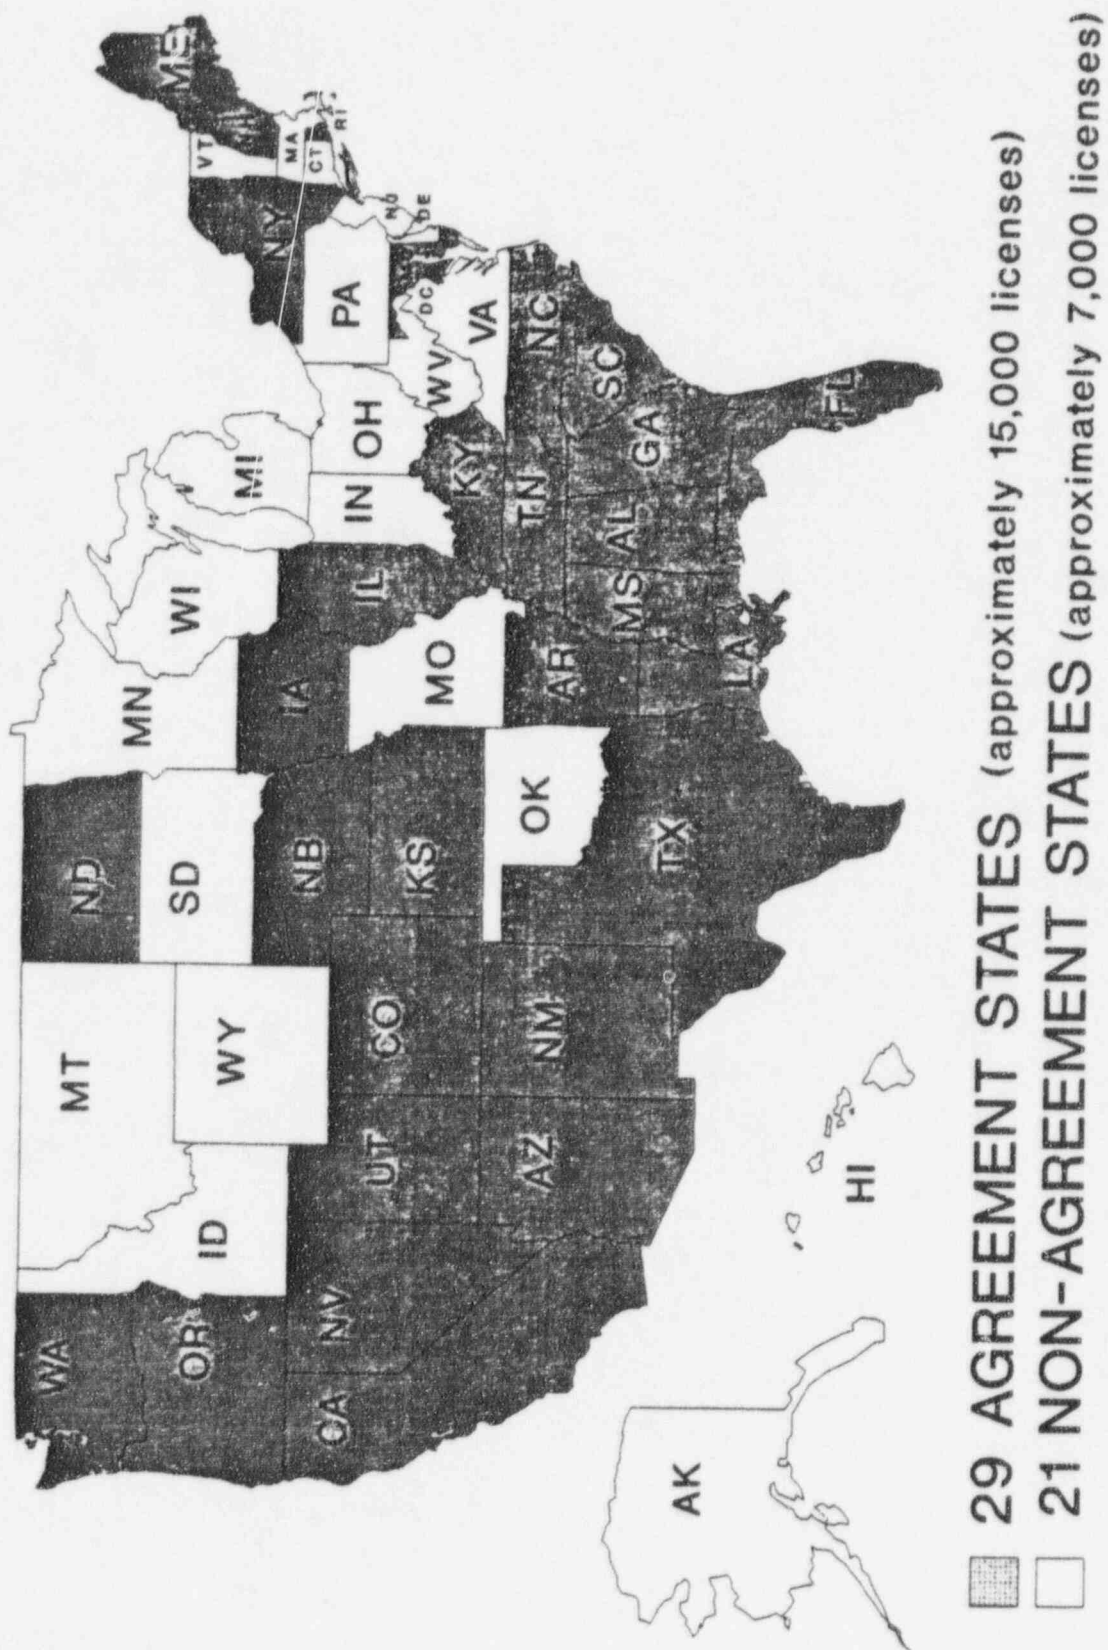 WA
MT
ND
MN
ME
OR
ID
SD
WI
MI
VT
NH
NY
MA
CT
RI
WY
NB
IA
IL
IN
OH
PA
NJ
DE
DC
CA
NV
UT
CO
KS
MO
KY
WV
VA
AZ
NM
OK
AR
TN
NC
SC
TX
LA
MS
AL
GA
FL
AK
HI
29 AGREEMENT STATES (approximately 15,000 licenses)
21 NON-AGREEMENT STATES (approximately 7,000 licenses)